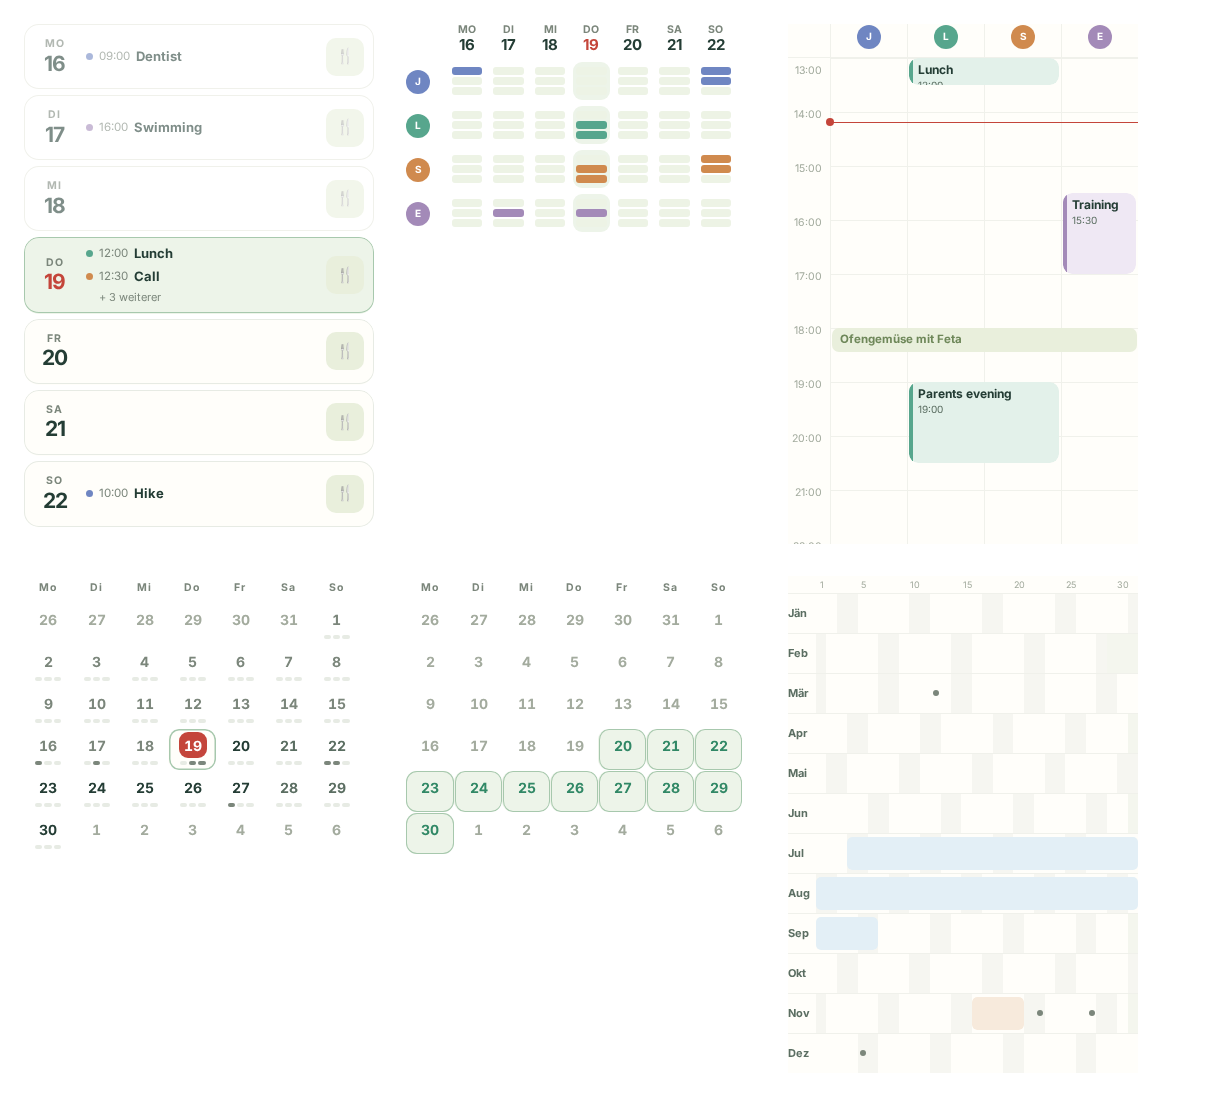 MO
16
09:00 Dentist
DI
17
16:00 Swimming
MI
18
DO
19
12:00 Lunch
12:30 Call
+ 3 weiterer
FR
20
SA
21
SO
22
10:00 Hike
MO DI MI DO FR SA SO
16 17 18 19 20 21 22
J
L
S
E
J L S E
13:00
Lunch
12:00
14:00
15:00
Training
15:30
16:00
17:00
18:00
Ofengemüse mit Feta
19:00
Parents evening
19:00
20:00
21:00
Mo Di Mi Do Fr Sa So
26 27 28 29 30 31 1
2 3 4 5 6 7 8
9 10 11 12 13 14 15
16 17 18 19 20 21 22
23 24 25 26 27 28 29
30 1 2 3 4 5 6
Mo Di Mi Do Fr Sa So
26 27 28 29 30 31 1
2 3 4 5 6 7 8
9 10 11 12 13 14 15
16 17 18 19 20 21 22
23 24 25 26 27 28 29
30 1 2 3 4 5 6
1 5 10 15 20 25 30
Jän
Feb
Mär
Apr
Mai
Jun
Jul
Aug
Sep
Okt
Nov
Dez